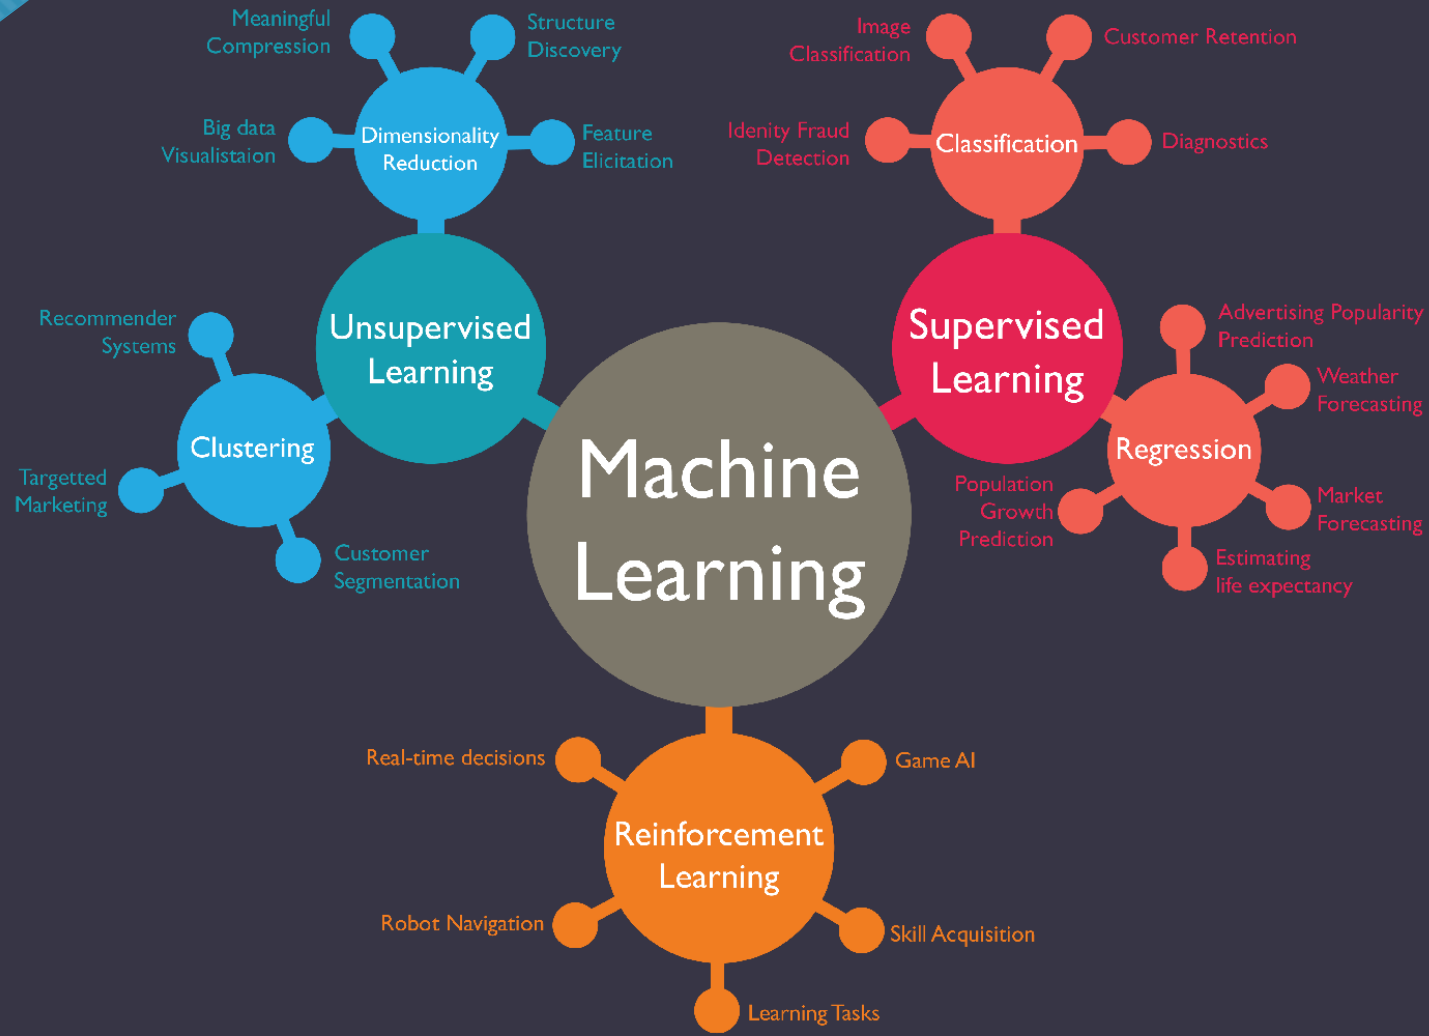 Meaningful
Compression
Structure
Discovery
Big data
Visualistaion
Dimensionality
Reduction
Feature
Elicitation
Image
Classification
Customer Retention
Idenity Fraud
Detection
Classification
Diagnostics
Unsupervised
Learning
Supervised
Learning
Recommender
Systems
Clustering
Targetted
Marketing
Customer
Segmentation
Machine
Learning
Advertising Popularity
Prediction
Weather
Forecasting
Regression
Population
Growth
Prediction
Market
Forecasting
Estimating
life expectancy
Real-time decisions
Game AI
Reinforcement
Learning
Robot Navigation
Skill Acquisition
Learning Tasks